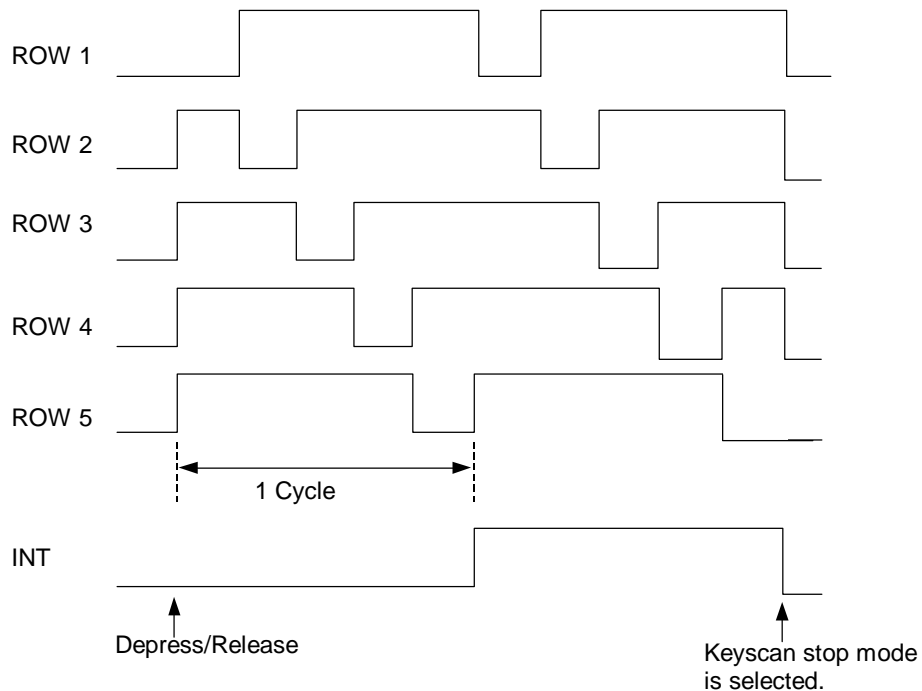 ROW 1
ROW 2
ROW 3
ROW 4
ROW 5
1 Cycle
INT
Depress/Release
Keyscan stop mode
is selected.